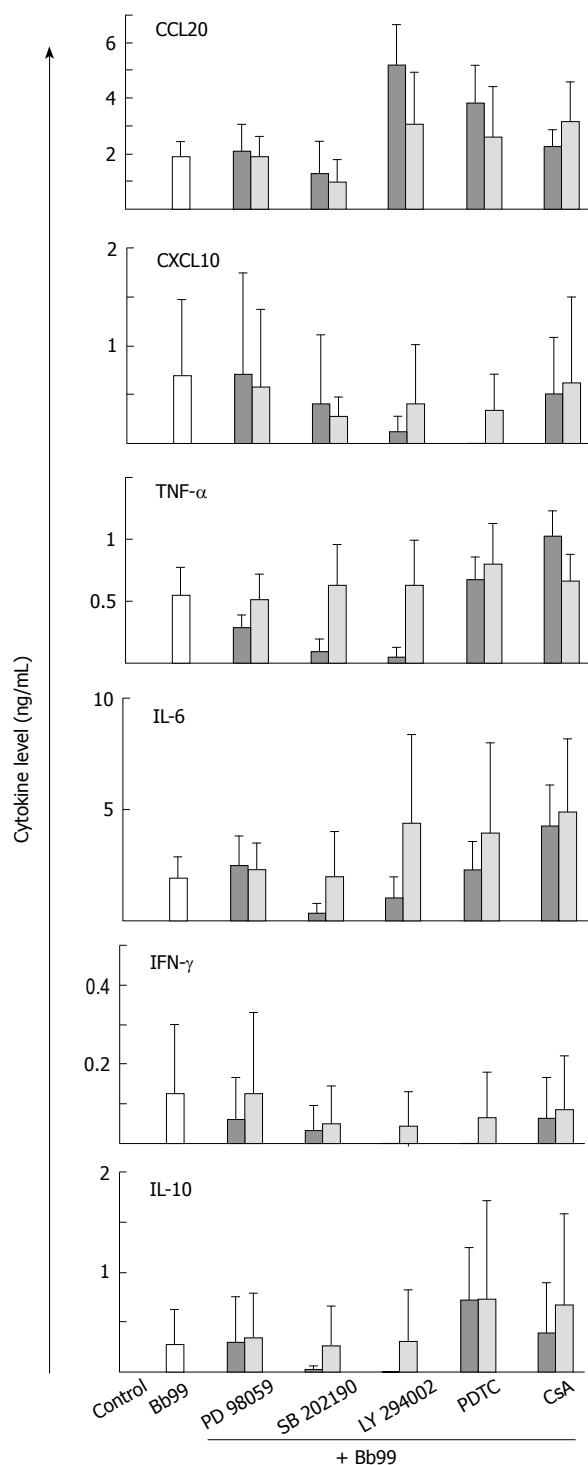 Cytokine level (ng/mL)
CCL20
6
4
2
CXCL10
2
1
TNF-α
1
0.5
IL-6
10
5
IFN-γ
0.4
0.2
IL-10
2
1
Control
Bb99
PD 98059
SB 202190
LY 294002
PDTC
CsA
+ Bb99